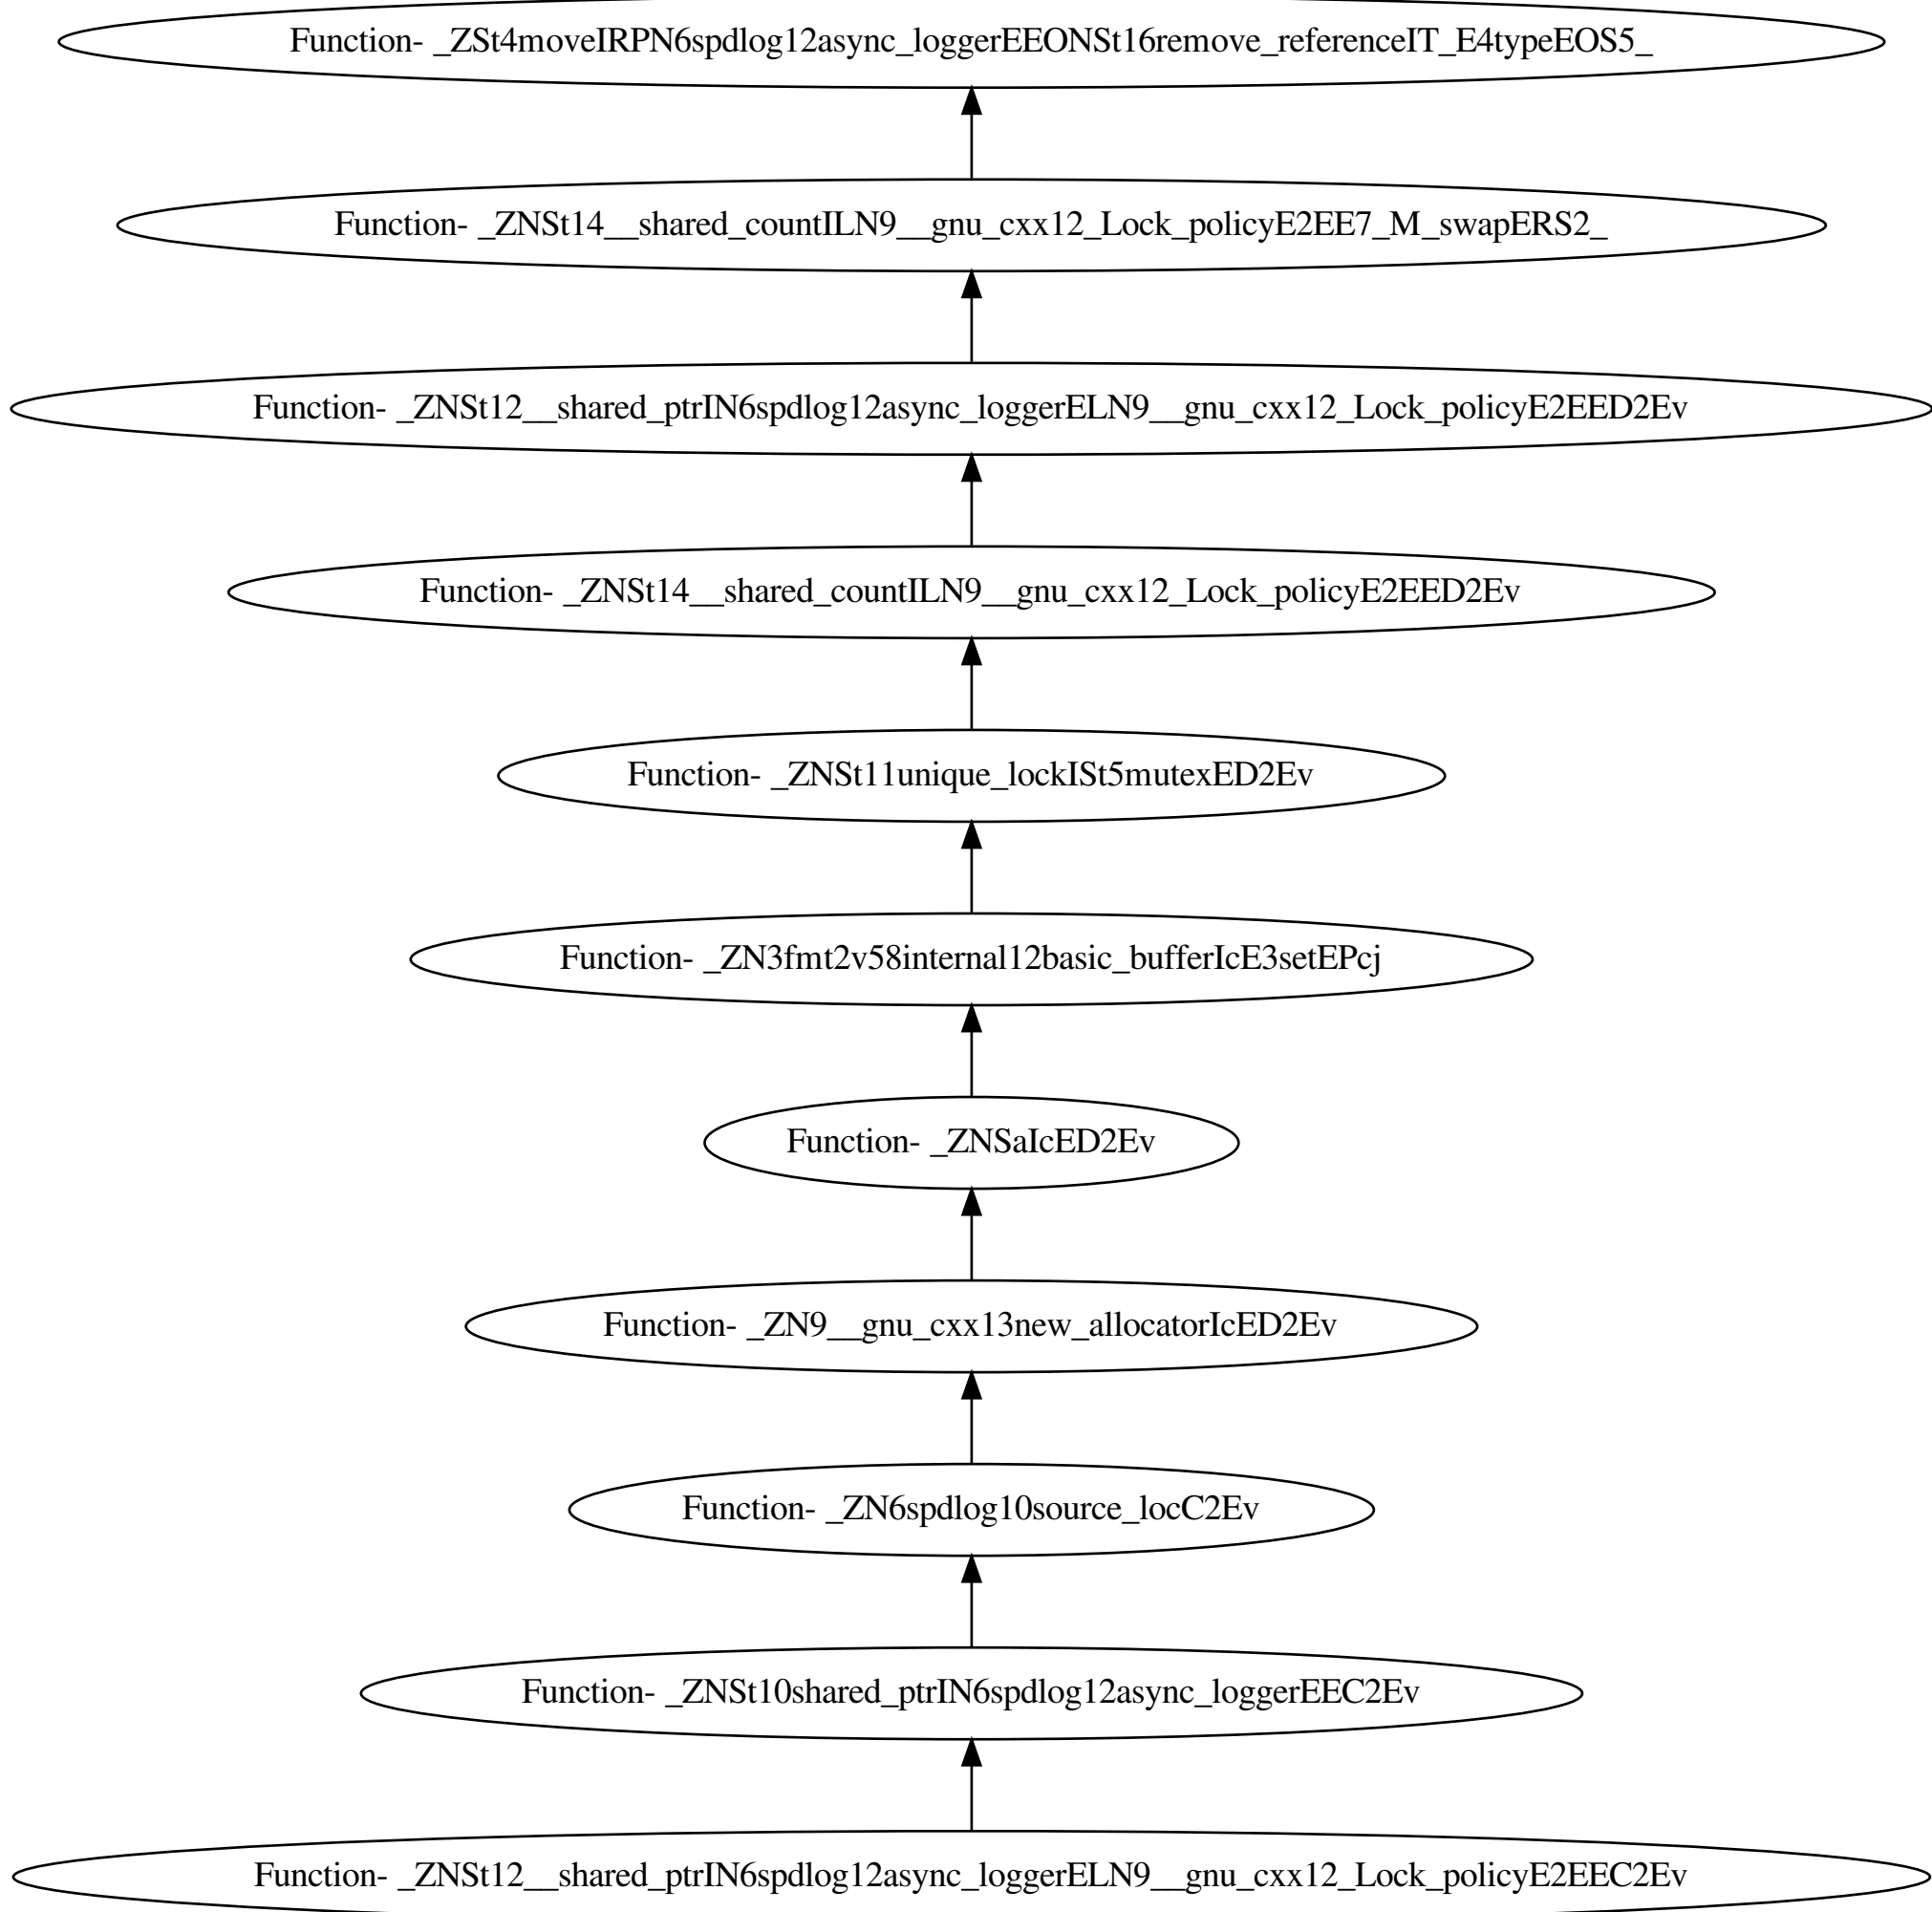 Function- _ZSt4moveIRPN6spdlog12async_loggerEEONSt16remove_referenceIT_E4typeEOS5_
Function- _ZNSt14__shared_countILN9__gnu_cxx12_Lock_policyE2EE7_M_swapERS2_
Function- _ZNSt12__shared_ptrIN6spdlog12async_loggerELN9__gnu_cxx12_Lock_policyE2EED2Ev
Function- _ZNSt14__shared_countILN9__gnu_cxx12_Lock_policyE2EED2Ev
Function- _ZNSt11unique_lockISt5mutexED2Ev
Function- _ZN3fmt2v58internal12basic_bufferIcE3setEPcj
Function- _ZNSaIcED2Ev
Function- _ZN9__gnu_cxx13new_allocatorIcED2Ev
Function- _ZN6spdlog10source_locC2Ev
Function- _ZNSt10shared_ptrIN6spdlog12async_loggerEEC2Ev
Function- _ZNSt12__shared_ptrIN6spdlog12async_loggerELN9__gnu_cxx12_Lock_policyE2EEC2Ev